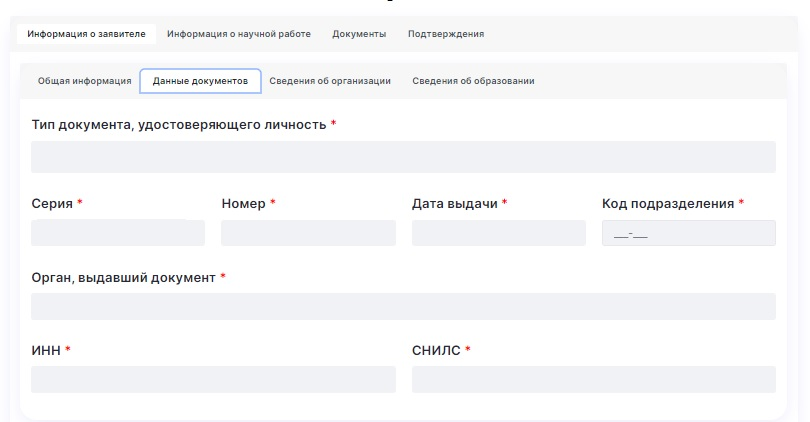 Информация о заявителе Информация о научной работе Документы Подтверждения
Общая информация Данные документов Сведения об организации Сведения об образовании
Тип документа, удостоверяющего личность *
Серия * Номер * Дата выдачи * Код подразделения *
___-___
Орган, выдавший документ *
ИНН * СНИЛС *